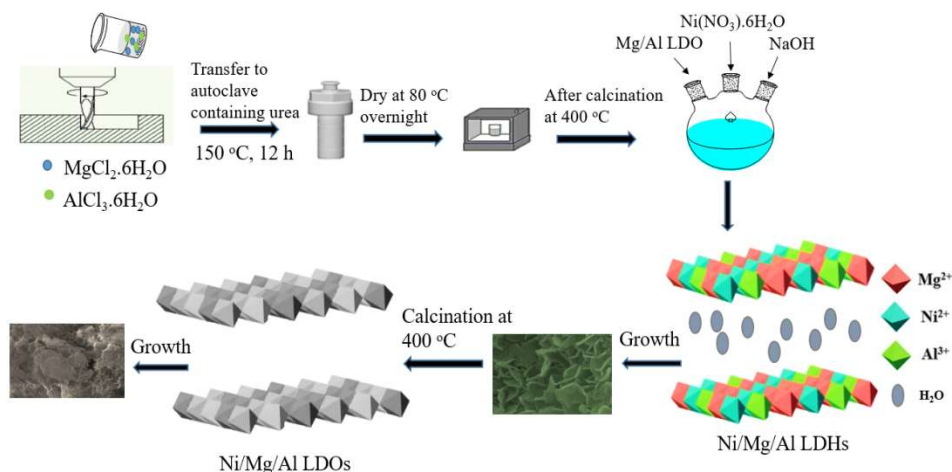 Transfer to
autoclave
containing urea
150 °C, 12 h
MgCl₂.6H₂O
AlCl₃.6H₂O
Dry at 80 °C
overnight
After calcination
at 400 °C
Ni(NO₃).6H₂O
Mg/Al LDO
NaOH
Mg²⁺
Ni²⁺
Al³⁺
H₂O
Ni/Mg/Al LDHs
Growth
Calcination at
400 °C
Ni/Mg/Al LDOs
Growth